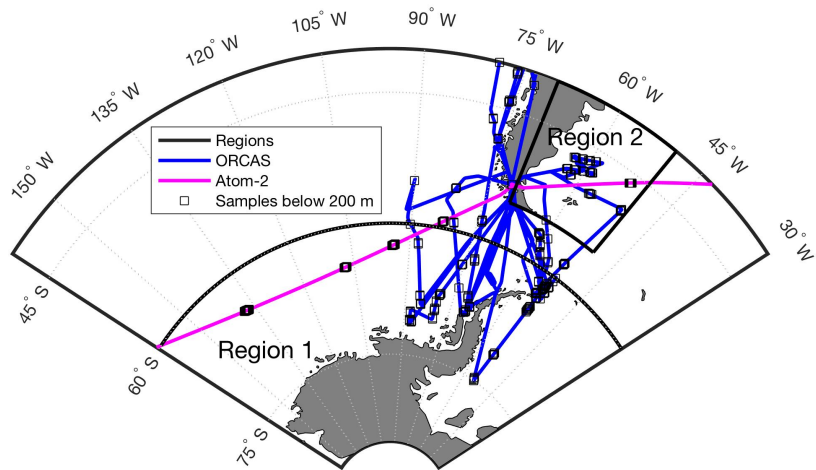 150° W
135° W
120° W
105° W
90° W
75° W
60° W
45° W
30° W
Regions
ORCAS
Atom-2
Samples below 200 m
Region 2
Region 1
45° S
60° S
75° S